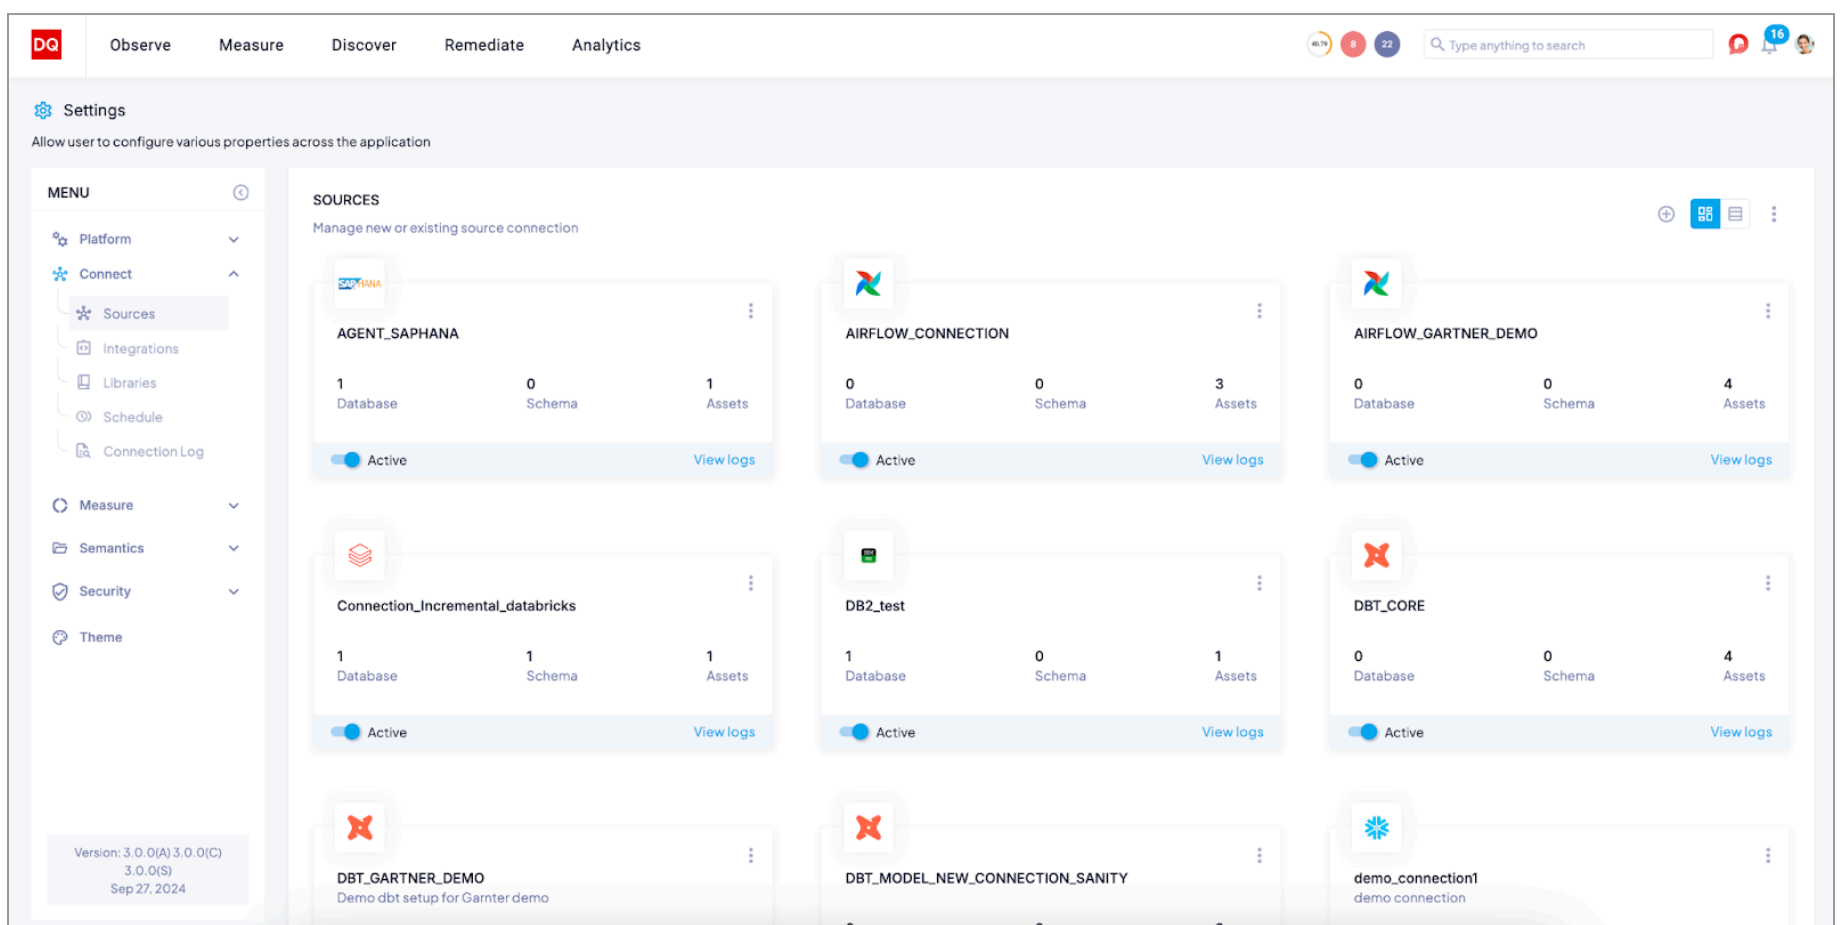 DQ
Observe Measure Discover Remediate Analytics
40.79 8 22 Type anything to search 16
Settings
Allow user to configure various properties across the application
MENU
Platform
Connect
Sources
Integrations
Libraries
Schedule
Connection Log
Measure
Semantics
Security
Theme
Version: 3.0.0(A) 3.0.0(C)
3.0.0(S)
Sep 27, 2024
SOURCES
Manage new or existing source connection
SAP HANA
AGENT_SAPHANA
1 0 1
Database Schema Assets
Active View logs
AIRFLOW_CONNECTION
0 0 3
Database Schema Assets
Active View logs
AIRFLOW_GARTNER_DEMO
0 0 4
Database Schema Assets
Active View logs
Connection_Incremental_databricks
1 1 1
Database Schema Assets
Active View logs
DB2_test
1 0 1
Database Schema Assets
Active View logs
DBT_CORE
0 0 4
Database Schema Assets
Active View logs
DBT_GARTNER_DEMO
Demo dbt setup for Garnter demo
DBT_MODEL_NEW_CONNECTION_SANITY
demo_connection1
demo connection